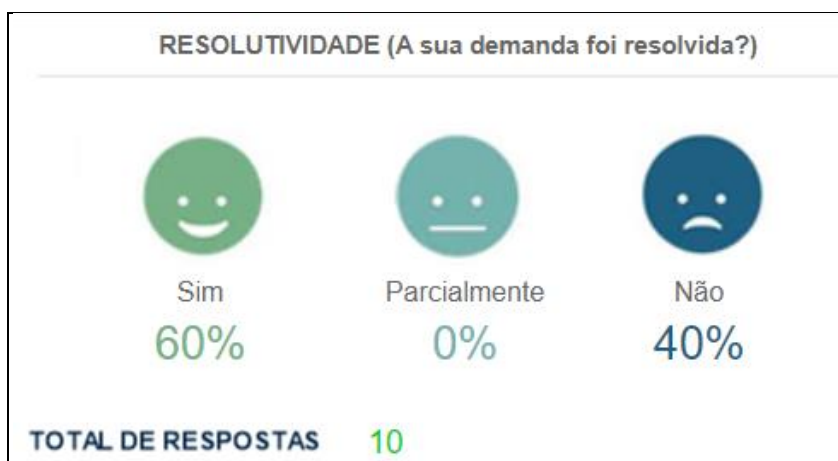 RESOLUTIVIDADE (A sua demanda foi resolvida?)
Sim
Parcialmente
Não
60%
0%
40%
TOTAL DE RESPOSTAS 10